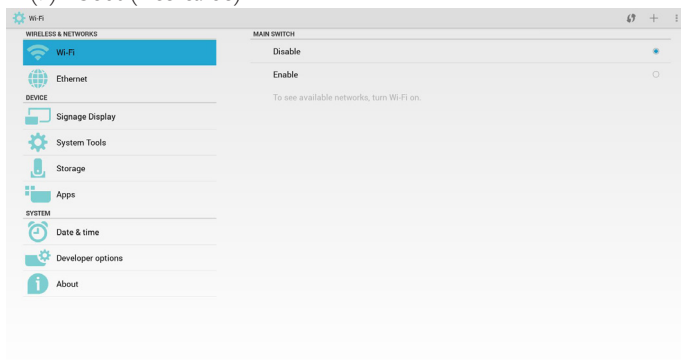 Wi-Fi
WIRELESS & NETWORKS
Wi-Fi
Ethernet
DEVICE
Signage Display
System Tools
Storage
Apps
SYSTEM
Date & time
Developer options
About
MAIN SWITCH
Disable
Enable
To see available networks, turn Wi-Fi on.